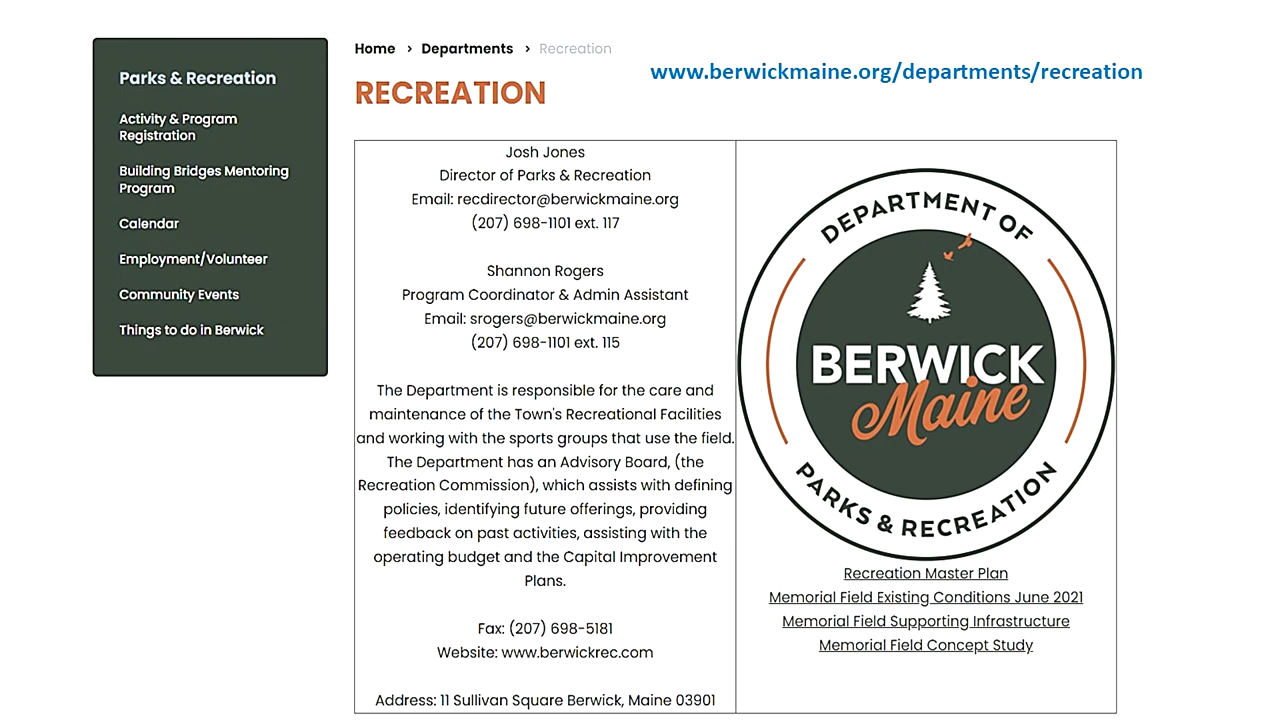 Parks & Recreation
Activity & Program
Registration
Building Bridges Mentoring
Program
Calendar
Employment/Volunteer
Community Events
Things to do in Berwick
Home > Departments > Recreation
www.berwickmaine.org/departments/recreation
RECREATION
Josh Jones
Director of Parks & Recreation
Email: recdirector@berwickmaine.org
(207) 698-1101 ext. 117
Shannon Rogers
Program Coordinator & Admin Assistant
Email: srogers@berwickmaine.org
(207) 698-1101 ext. 115
The Department is responsible for the care and
maintenance of the Town's Recreational Facilities
and working with the sports groups that use the field.
The Department has an Advisory Board, (the
Recreation Commission), which assists with defining
policies, identifying future offerings, providing
feedback on past activities, assisting with the
operating budget and the Capital Improvement
Plans.
Fax: (207) 698-5181
Website: www.berwickrec.com
Address: 11 Sullivan Square Berwick, Maine 03901
DEPARTMENT OF
BERWICK
Maine
PARKS & RECREATION
Recreation Master Plan
Memorial Field Existing Conditions June 2021
Memorial Field Supporting Infrastructure
Memorial Field Concept Study